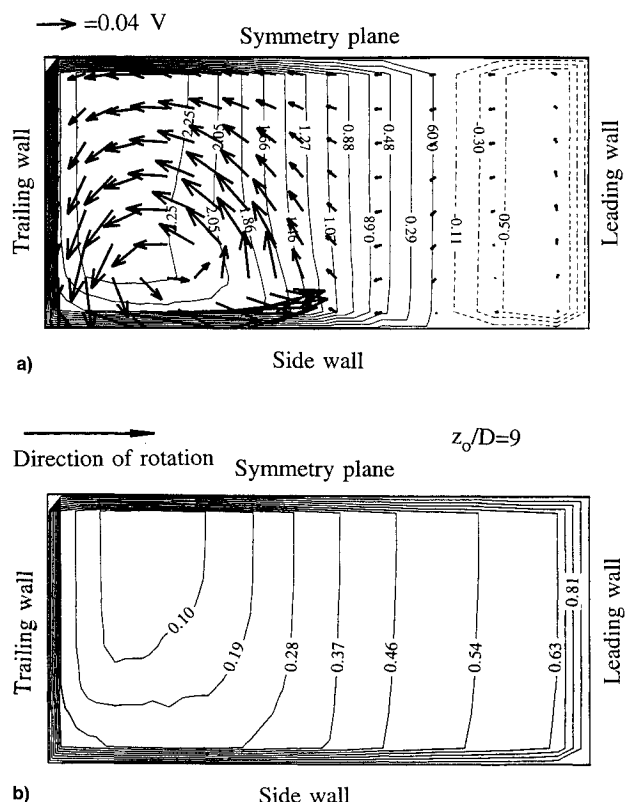 =0.04 V
Symmetry plane
Trailing wall
2.25
2.05
1.66
1.27
0.88
0.48
0.09
-0.30
2.25
2.05
1.86
1.07
0.68
0.29
-0.11
-0.50
Leading wall
a)
Side wall
Direction of rotation
z₀/D=9
Symmetry plane
Trailing wall
0.10
0.19
0.28
0.37
0.46
0.54
0.63
0.81
Leading wall
b)
Side wall